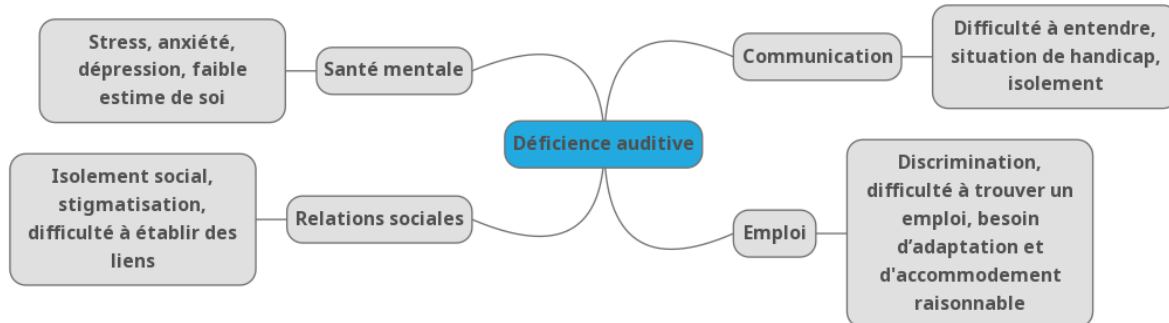 Stress, anxiété,
dépression, faible
estime de soi
Santé mentale
Communication
Difficulté à entendre,
situation de handicap,
isolement
Déficience auditive
Isolement social,
stigmatisation,
difficulté à établir des
liens
Relations sociales
Emploi
Discrimination,
difficulté à trouver un
emploi, besoin
d’adaptation et
d'accommodement
raisonnable